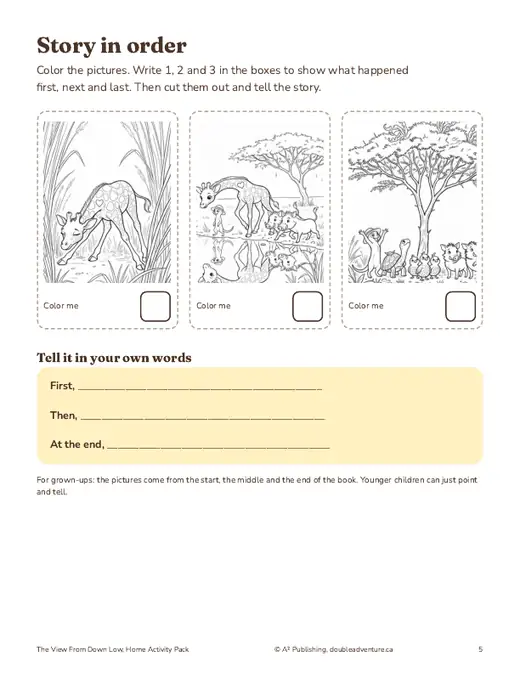 Story in order
Color the pictures. Write 1, 2 and 3 in the boxes to show what happened
first, next and last. Then cut them out and tell the story.
Color me
Color me
Color me
Tell it in your own words
First, ______________________________________________
Then, ______________________________________________
At the end, __________________________________________
For grown-ups: the pictures come from the start, the middle and the end of the book. Younger children can just point
and tell.
The View From Down Low, Home Activity Pack
© A² Publishing, doubleadventure.ca
5